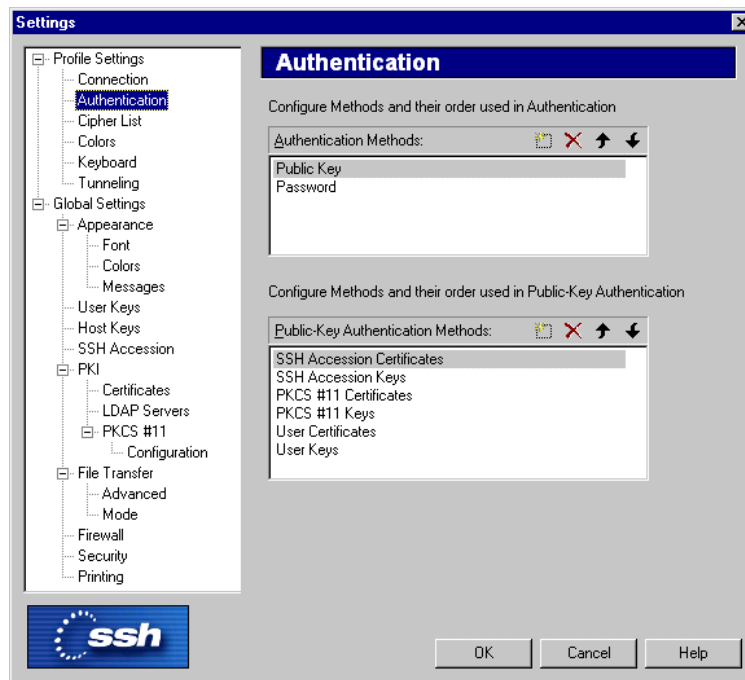 Settings
Profile Settings
Connection
Authentication
Cipher List
Colors
Keyboard
Tunneling
Global Settings
Appearance
Font
Colors
Messages
User Keys
Host Keys
SSH Accession
PKI
Certificates
LDAP Servers
PKCS #11
Configuration
File Transfer
Advanced
Mode
Firewall
Security
Printing
ssh
Authentication
Configure Methods and their order used in Authentication
Authentication Methods:
Public Key
Password
Configure Methods and their order used in Public-Key Authentication
Public-Key Authentication Methods:
SSH Accession Certificates
SSH Accession Keys
PKCS #11 Certificates
PKCS #11 Keys
User Certificates
User Keys
OK
Cancel
Help